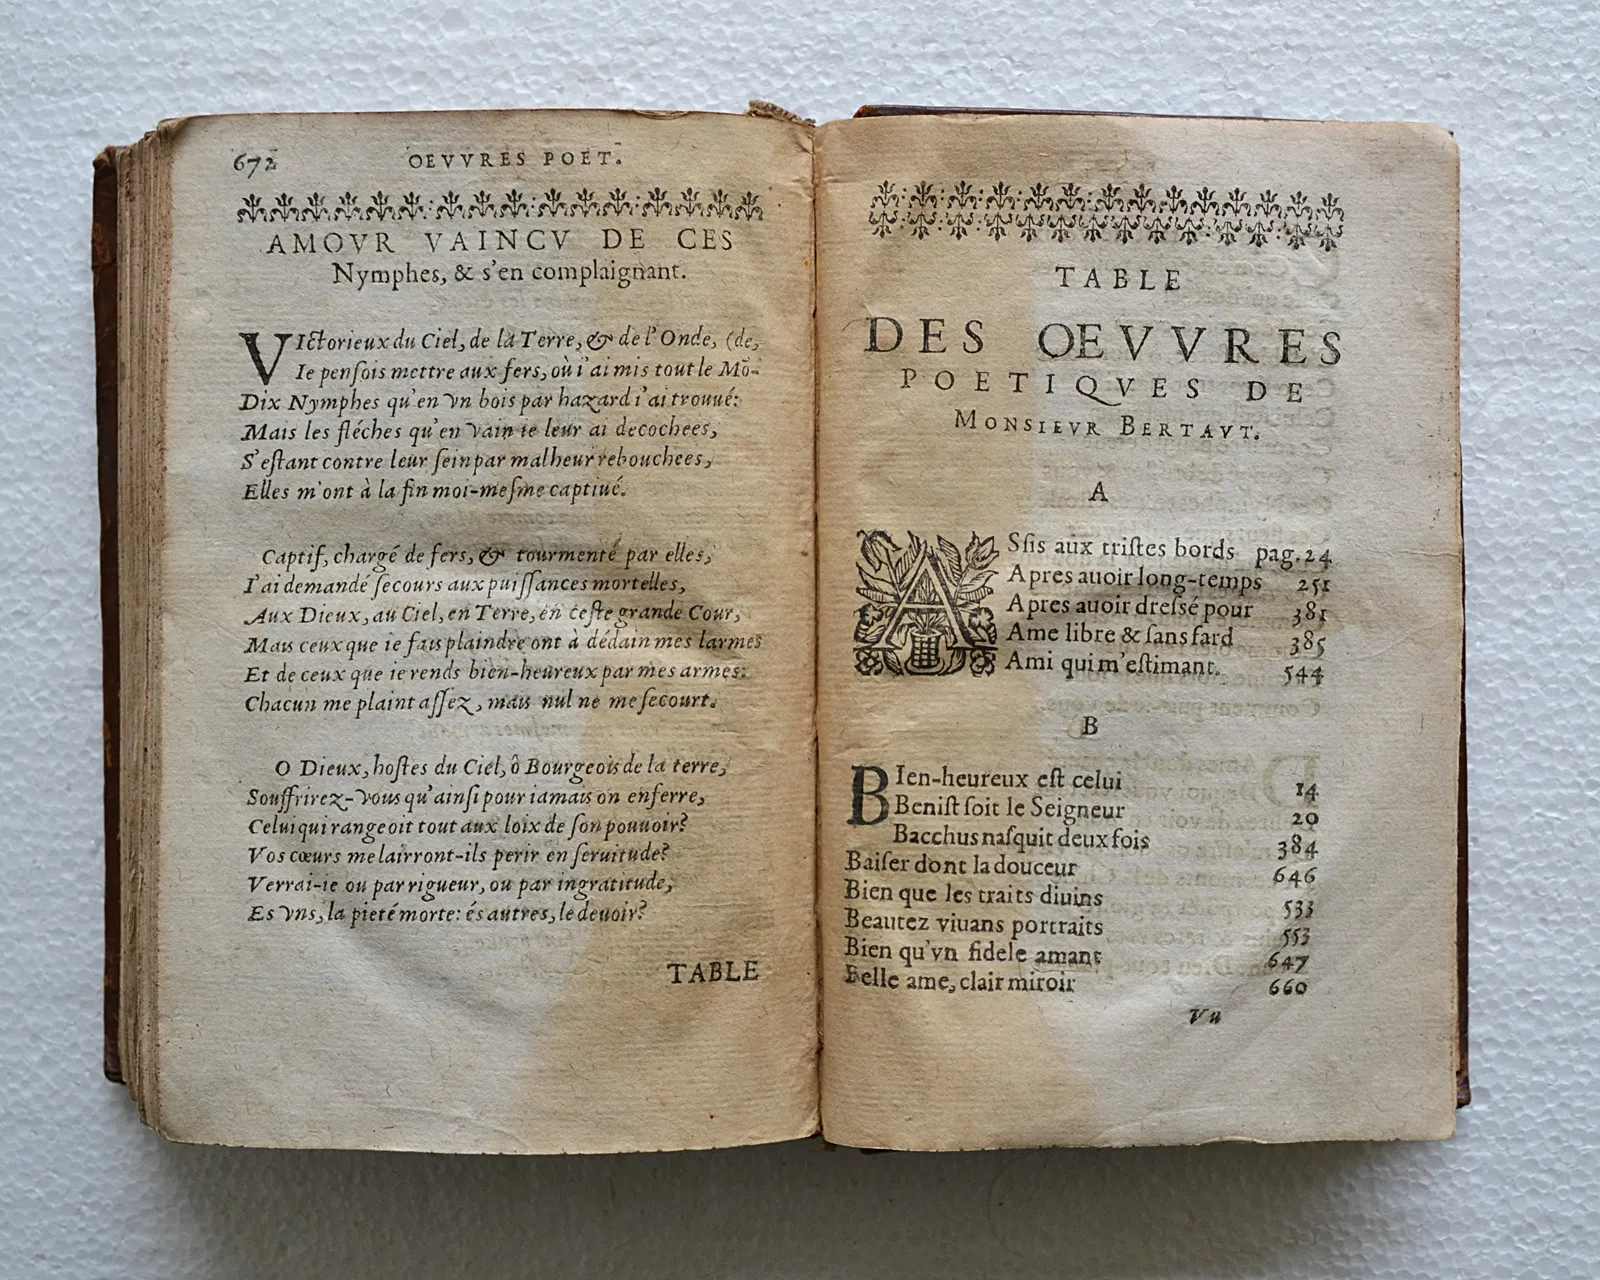 672 OEVVRES POET.
AMOVR VAINCV DE CES
Nymphes, & s'en complaignant.
VIctorieux du Ciel, de la Terre, & de l'Onde, (de,
Ie penſois mettre aux fers, où i'ai mis tout le Mō-
Dix Nymphes qu'en vn bois par hazard i'ai trouué:
Mais les fléches qu'en vain ie leur ai decochees,
S'eſtant contre leur ſein par malheur rebouchees,
Elles m'ont à la fin moi-meſme captiué.
Captif, chargé de fers, & tourmenté par elles,
I'ai demandé ſecours aux puiſſances mortelles,
Aux Dieux, au Ciel, en Terre, en ceſte grande Cour,
Mais ceux que ie fais plaindre ont à dédain mes larmes
Et de ceux que ie rends bien-heureux par mes armes:
Chacun me plaint aſſez, mais nul ne me ſecourt.
O Dieux, hoſtes du Ciel, ô Bourgeois de la terre,
Souffrirez-vous qu'ainſi pour iamais on enferre,
Celui qui rangeoit tout aux loix de ſon pouuoir?
Vos cœurs me lairront-ils perir en ſeruitude?
Verrai-ie ou par rigueur, ou par ingratitude,
Es vns, la pieté morte: és autres, le deuoir?
TABLE
TABLE
DES OEVVRES
POETIQVES DE
MONSIEVR BERTAVT.
A
ASſis aux triſtes bords pag. 24
Apres auoir long-temps 251
Apres auoir dreſſé pour 381
Ame libre & ſans fard 385
Ami qui m'eſtimant. 544
B
BIen-heureux eſt celui 14
Beniſt ſoit le Seigneur 20
Bacchus naſquit deux fois 384
Baiſer dont la douceur 646
Bien que les traits diuins 533
Beautez viuans portraits 553
Bien qu'vn fidele amant 647
Belle ame, clair miroir 660
Vu